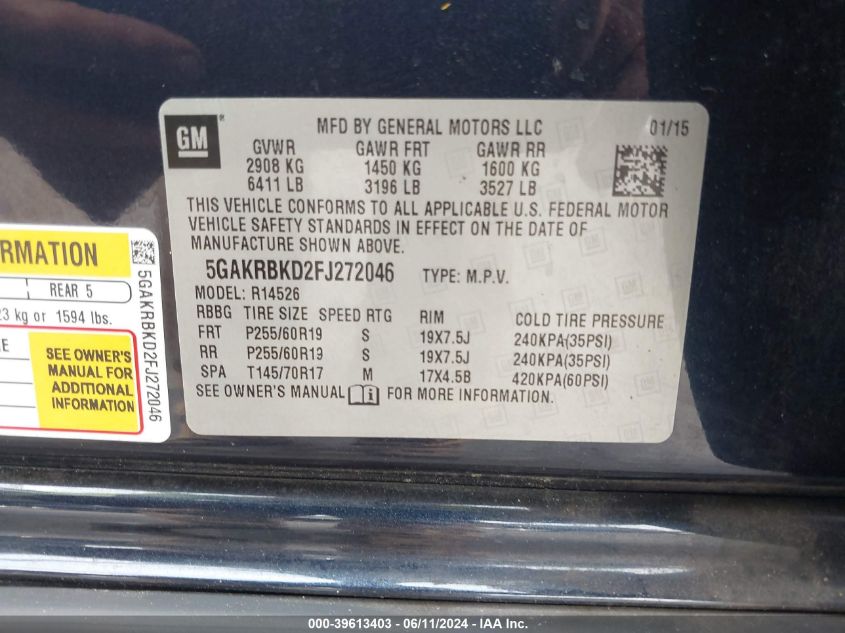 GM
MFD BY GENERAL MOTORS LLC 01/15
GVWR GAWR FRT GAWR RR
2908 KG 1450 KG 1600 KG
6411 LB 3196 LB 3527 LB
THIS VEHICLE CONFORMS TO ALL APPLICABLE U.S. FEDERAL MOTOR
VEHICLE SAFETY STANDARDS IN EFFECT ON THE DATE OF
MANUFACTURE SHOWN ABOVE.
5GAKRBKD2FJ272046 TYPE: M.P.V.
MODEL: R14526
RBBG TIRE SIZE SPEED RTG RIM COLD TIRE PRESSURE
FRT P255/60R19 S 19X7.5J 240KPA(35PSI)
RR P255/60R19 S 19X7.5J 240KPA(35PSI)
SPA T145/70R17 M 17X4.5B 420KPA(60PSI)
SEE OWNER'S MANUAL FOR MORE INFORMATION.
RMATION
REAR 5
23 kg or 1594 lbs.
SEE OWNER'S
MANUAL FOR
ADDITIONAL
INFORMATION
5GAKRBKD2FJ272046
000-39613403 - 06/11/2024 - IAAI Inc.